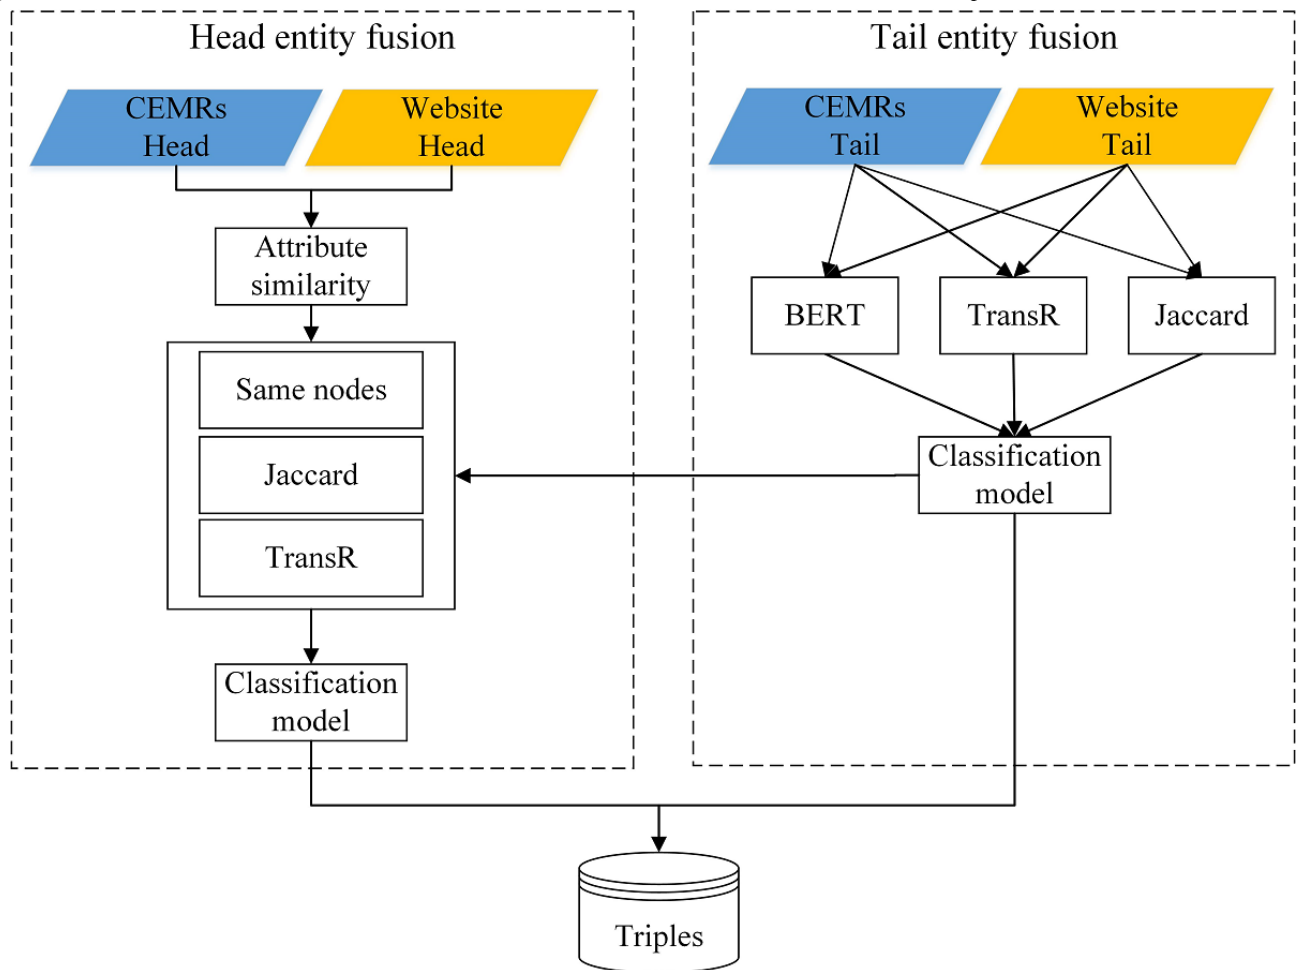 Head entity fusion
CEMRs
Head
Website
Head
Attribute
similarity
Same nodes
Jaccard
TransR
Classification
model
Tail entity fusion
CEMRs
Tail
Website
Tail
BERT
TransR
Jaccard
Classification
model
Triples